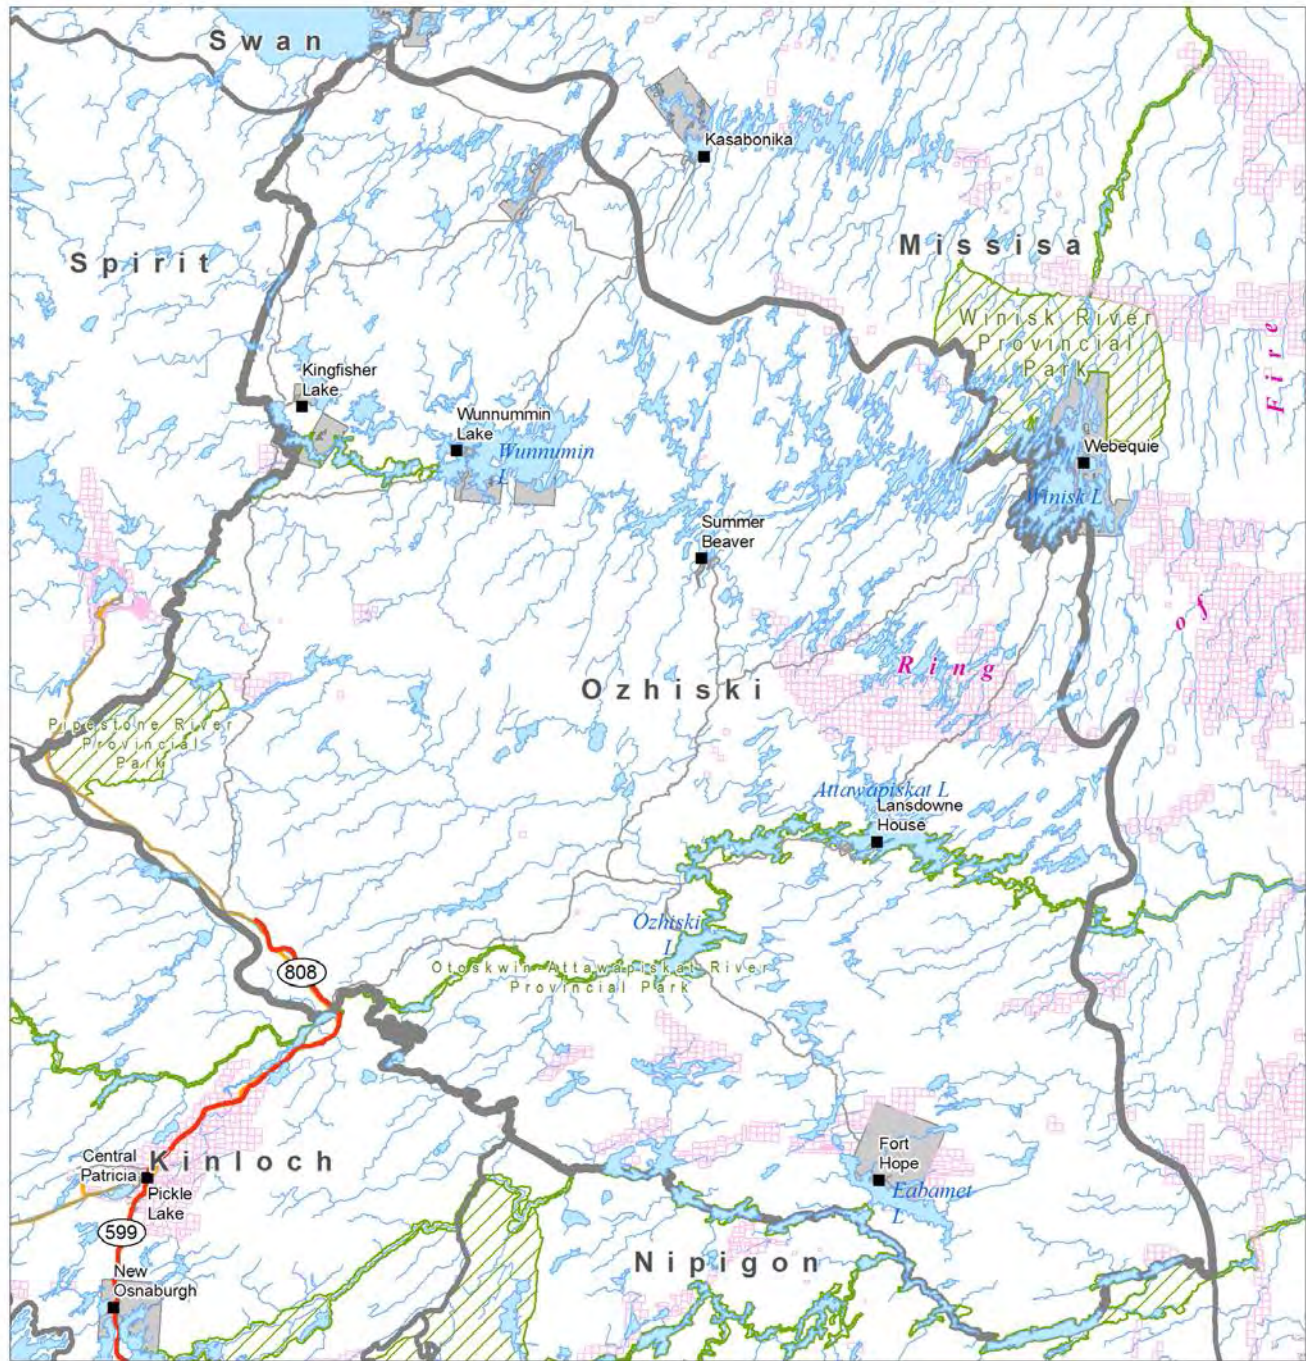 Swan
Kasabonika
Missisa
Spirit
Winisk River
Provincial
Park
Fire
Kingfisher
Lake
Wunnummin
Lake
Wunnumin
L
Webequie
Winisk L
Summer
Beaver
of
Ring
Ozhiski
Pipestone River
Provincial
Park
Attawapiskat L
Lansdowne
House
Ozhiski
L
808
Otoskwin-Attawapiskat River
Provincial Park
Central
Patricia
Kinloch
Pickle
Lake
Fort
Hope
Eabamet
L
599
Nipigon
New
Osnaburgh